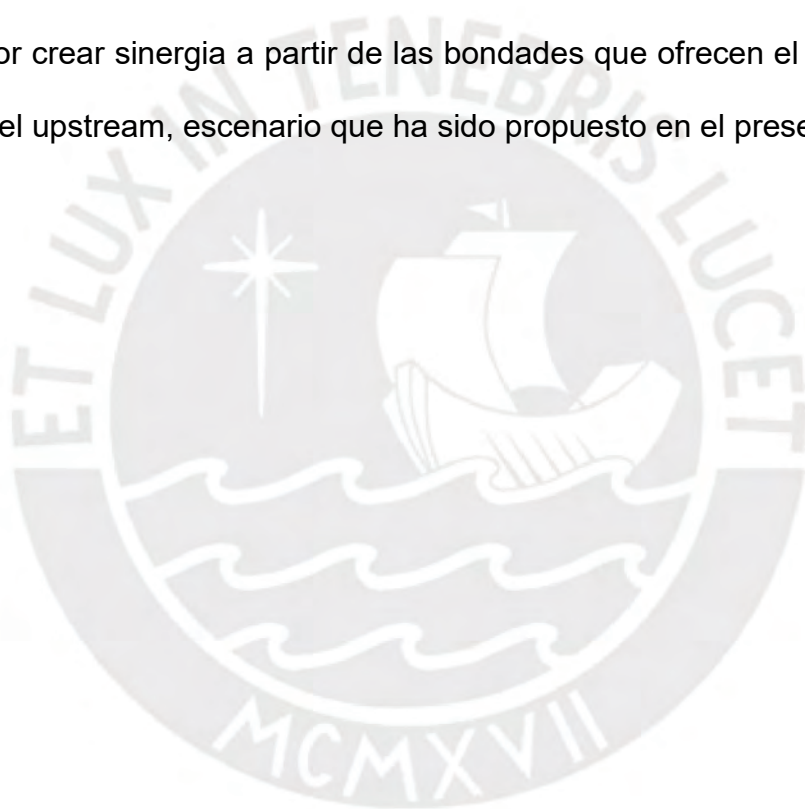 or crear sinergia a partir de las bondades que ofrecen el
el upstream, escenario que ha sido propuesto en el prese
ET LUX IN TENEBRIS LUCET
MCMXVII